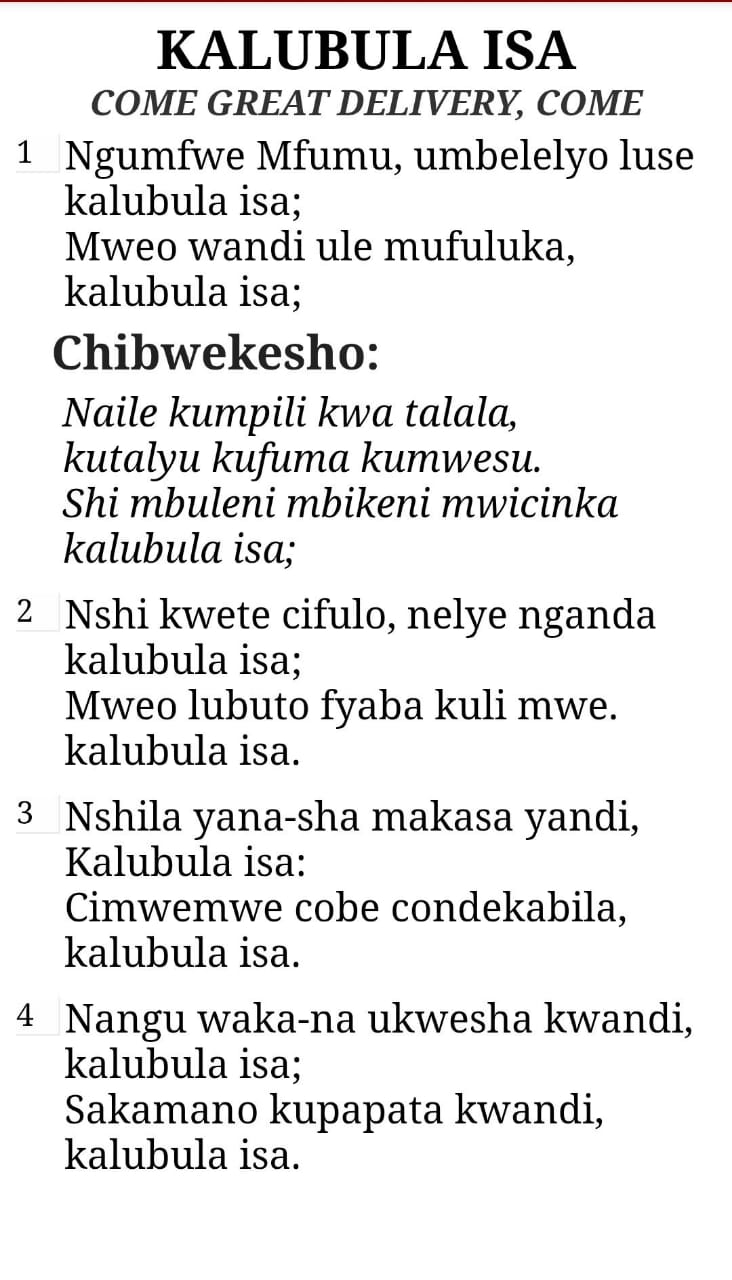 KALUBULA ISA
COME GREAT DELIVERY, COME
1 Ngumfwe Mfumu, umbelelyo luse
kalubula isa;
Mweo wandi ule mufuluka,
kalubula isa;
Chibwekesho:
Naile kumpili kwa talala,
kutalyu kufuma kumwesu.
Shi mbuleni mbikeni mwicinka
kalubula isa;
2 Nshi kwete cifulo, nelye nganda
kalubula isa;
Mweo lubuto fyaba kuli mwe.
kalubula isa.
3 Nshila yana-sha makasa yandi,
Kalubula isa:
Cimwemwe cobe condekabila,
kalubula isa.
4 Nangu waka-na ukwesha kwandi,
kalubula isa;
Sakamano kupapata kwandi,
kalubula isa.